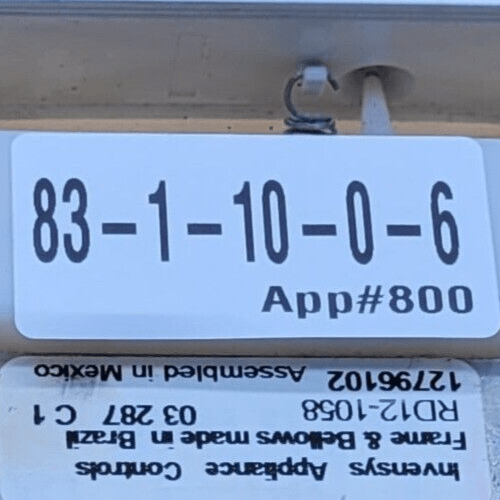 83-1-10-0-6
App#800
Invensys Appliance Controls
Frame & Bellows made in Brazil
RD12-1058 03 287 C 1
12796102 Assembled in Mexico